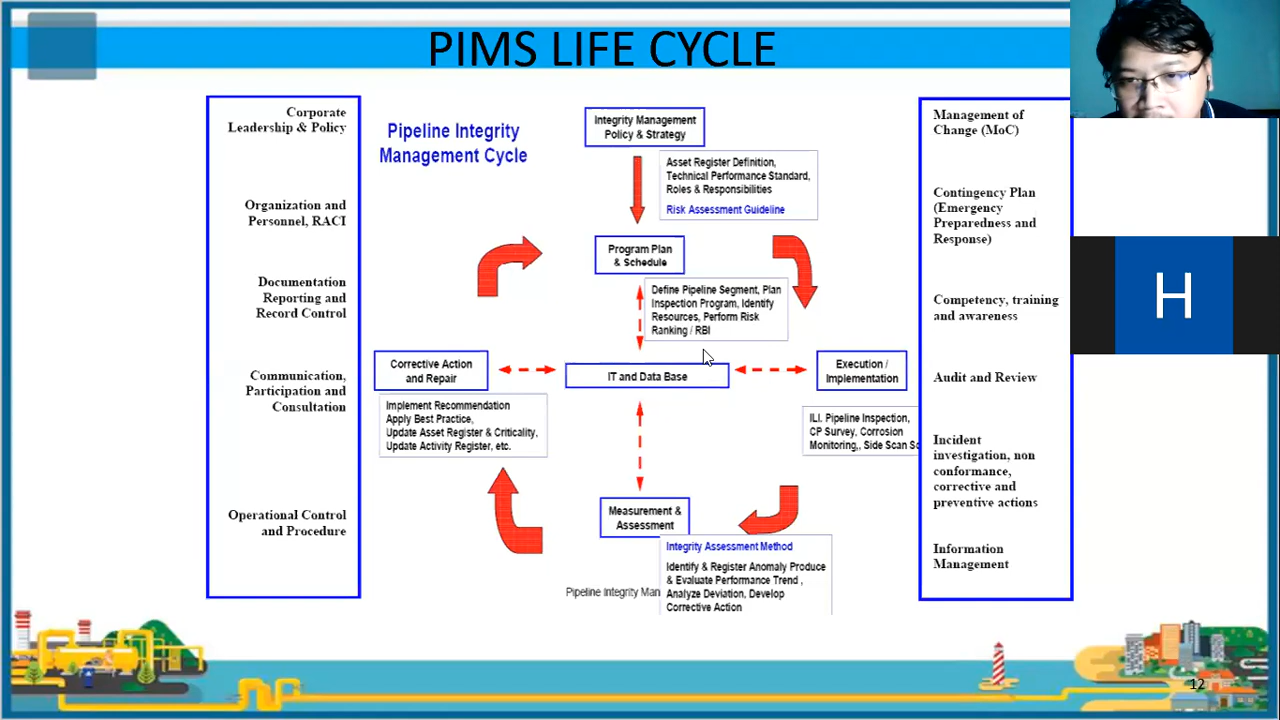 PIMS LIFE CYCLE
Corporate
Leadership & Policy
Organization and
Personnel, RACI
Documentation
Reporting and
Record Control
Communication,
Participation and
Consultation
Operational Control
and Procedure
Pipeline Integrity
Management Cycle
Integrity Management
Policy & Strategy
Asset Register Definition,
Technical Performance Standard,
Roles & Responsibilities
Risk Assessment Guideline
Program Plan
& Schedule
Define Pipeline Segment, Plan
Inspection Program, Identify
Resources, Perform Risk
Ranking / RBI
Corrective Action
and Repair
IT and Data Base
Execution /
Implementation
Implement Recommendation
Apply Best Practice,
Update Asset Register & Criticality,
Update Activity Register, etc.
ILI. Pipeline Inspection,
CP Survey, Corrosion
Monitoring,, Side Scan
Measurement &
Assessment
Integrity Assessment Method
Identify & Register Anomaly Produce
& Evaluate Performance Trend ,
Analyze Deviation, Develop
Corrective Action
Pipeline Integrity
Management of
Change (MoC)
Contingency Plan
(Emergency
Preparedness and
Response)
Competency, training
and awareness
Audit and Review
Incident
investigation, non
conformance,
corrective and
preventive actions
Information
Management
H
12